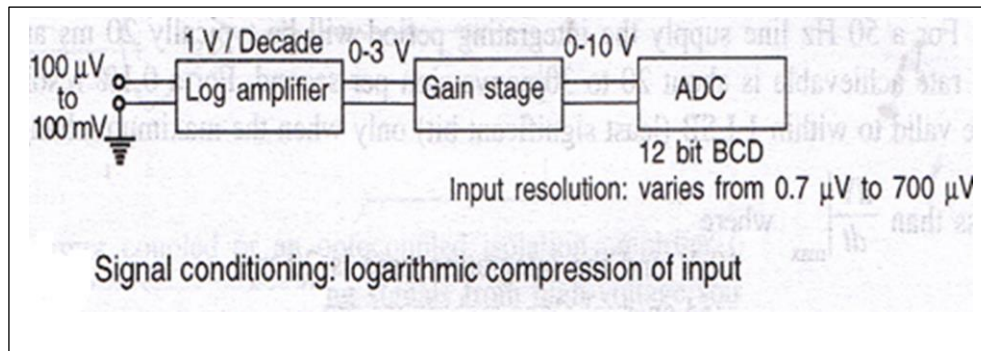 1 V / Decade 0-3 V 0-10 V
100 µV
to
100 mV
Log amplifier
Gain stage
ADC
12 bit BCD
Input resolution: varies from 0.7 µV to 700 µV
Signal conditioning: logarithmic compression of input